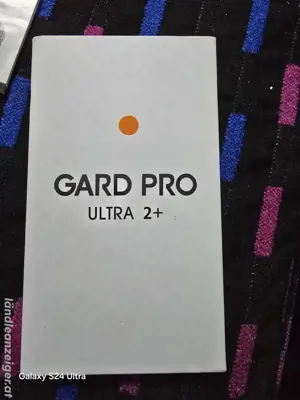 GARD PRO
ULTRA 2+
Galaxy S24 Ultra
ländleanzeiger.at